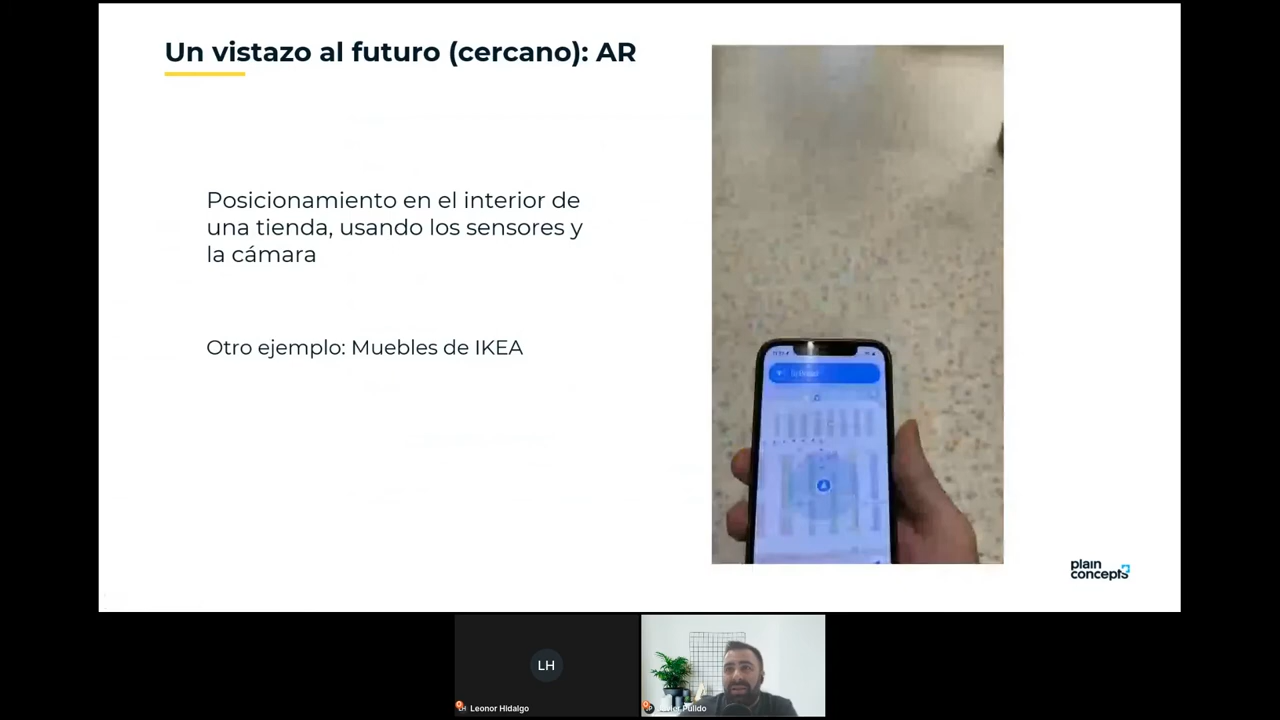 Un vistazo al futuro (cercano): AR
Posicionamiento en el interior de
una tienda, usando los sensores y
la cámara
Otro ejemplo: Muebles de IKEA
plain
concepts
LH
LH
Leonor Hidalgo
Pulido